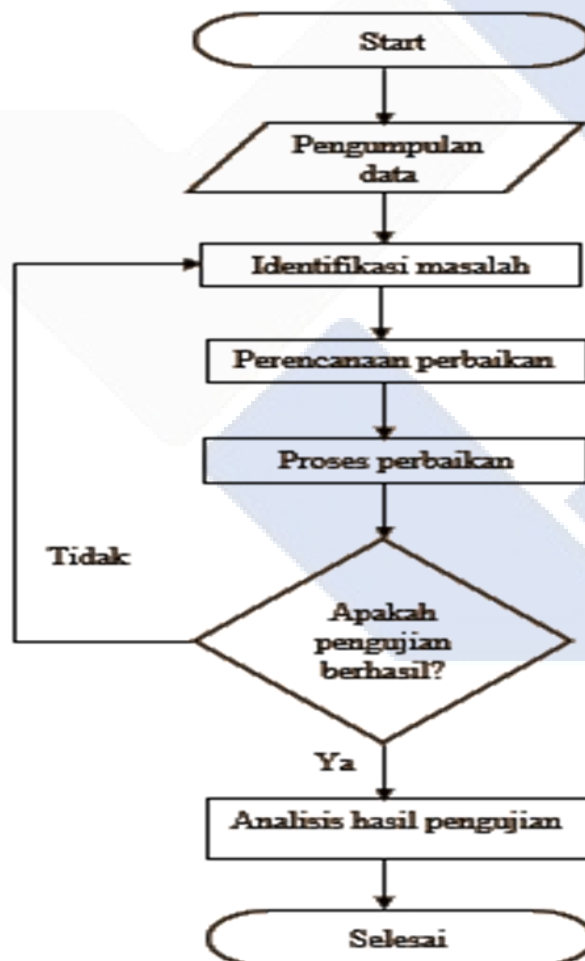 Start
Pengumpulan
data
Identifikasi masalah
Perencanaan perbaikan
Proses perbaikan
Tidak
Apakah
pengujian
berhasil?
Ya
Analisis hasil pengujian
Selesai